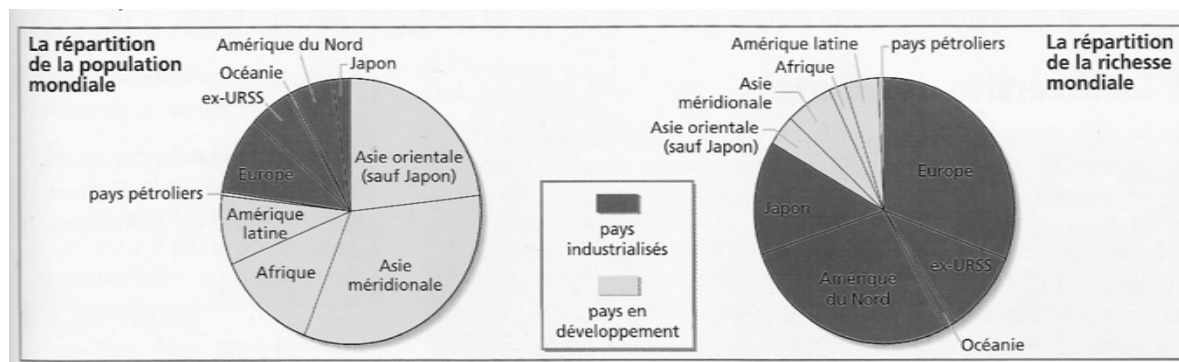 La répartition
de la population
mondiale
Amérique du Nord
Japon
Océanie
ex-URSS
Europe
pays pétroliers
Amérique
latine
Afrique
Asie
méridionale
Asie orientale
(sauf Japon)
pays
industrialisés
pays en
développement
La répartition
de la richesse
mondiale
Amérique latine
pays pétroliers
Afrique
Asie
méridionale
Asie orientale
(sauf Japon)
Japon
Europe
ex-URSS
Amérique
du Nord
Océanie